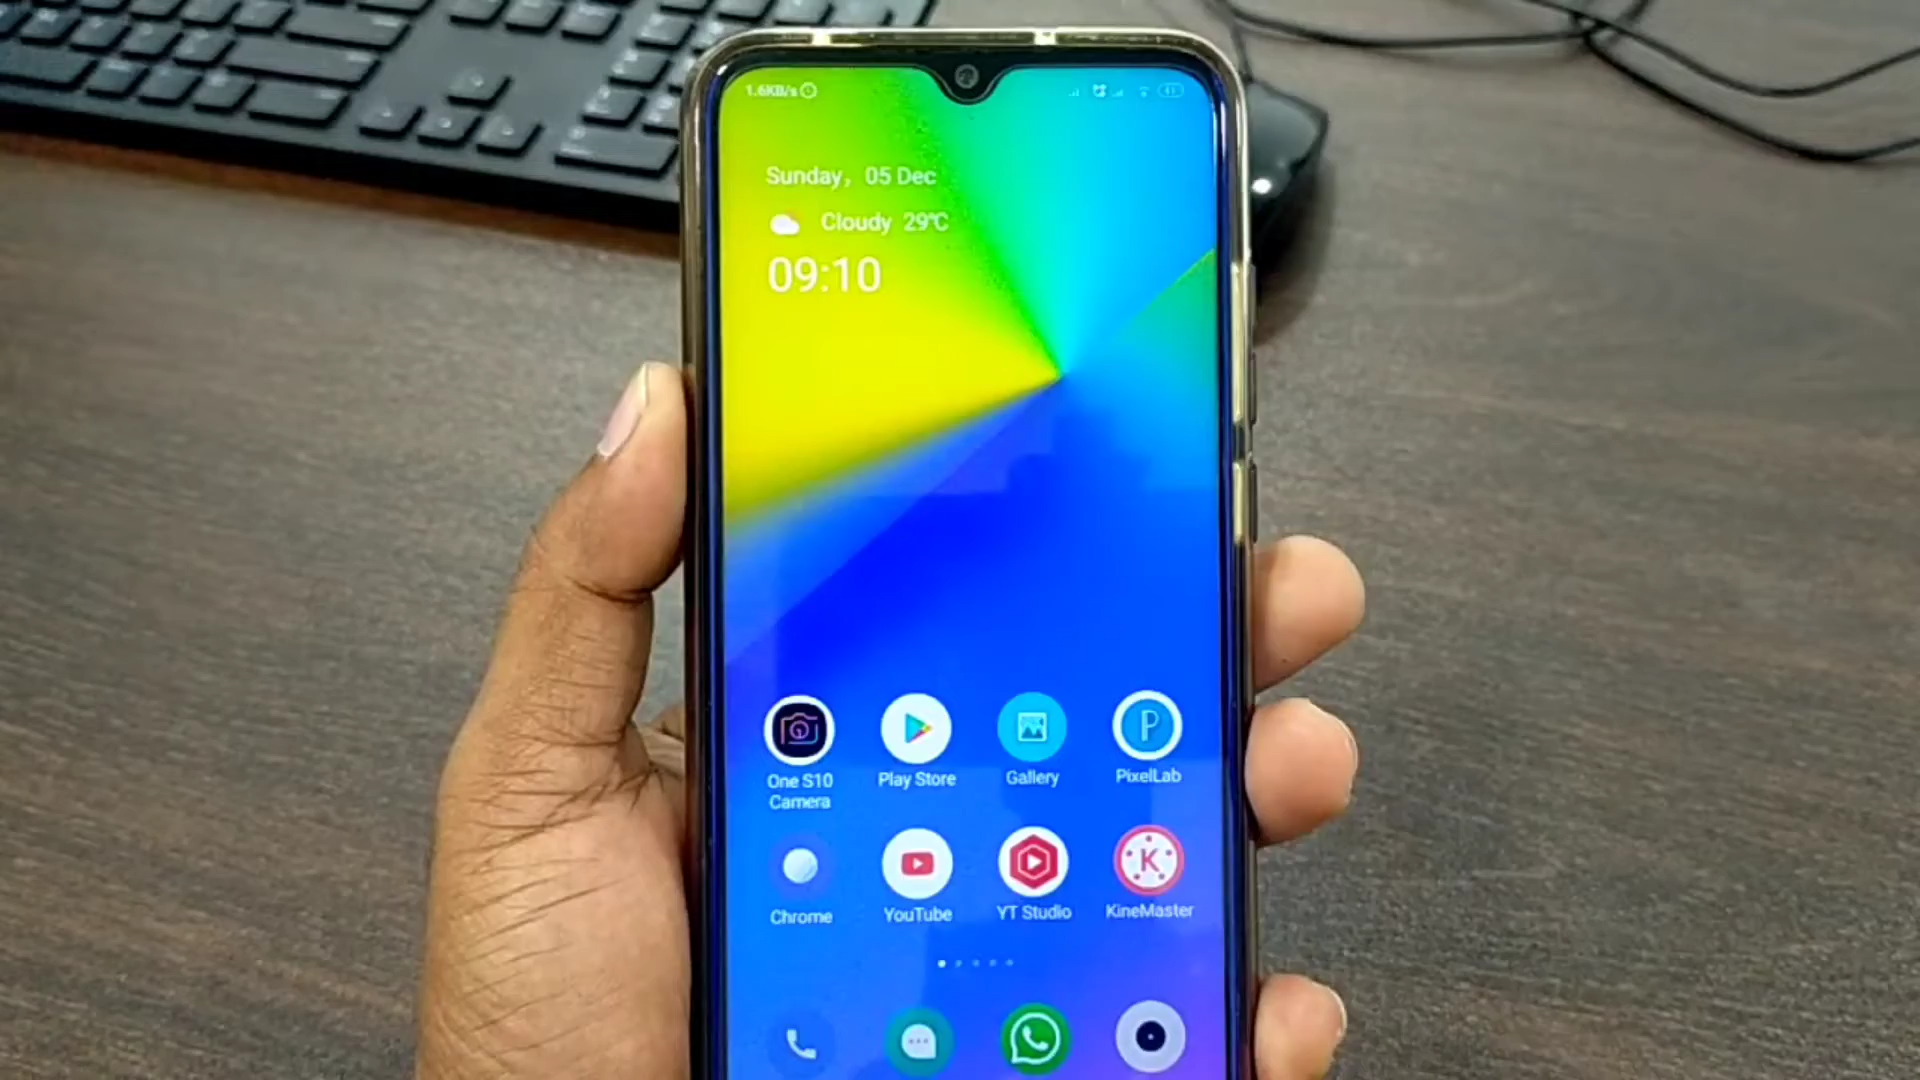 1.6KB/s
Sunday, 05 Dec
Cloudy 29°C
09:10
One S10 Camera
Play Store
Gallery
PixelLab
Chrome
YouTube
YT Studio
KineMaster